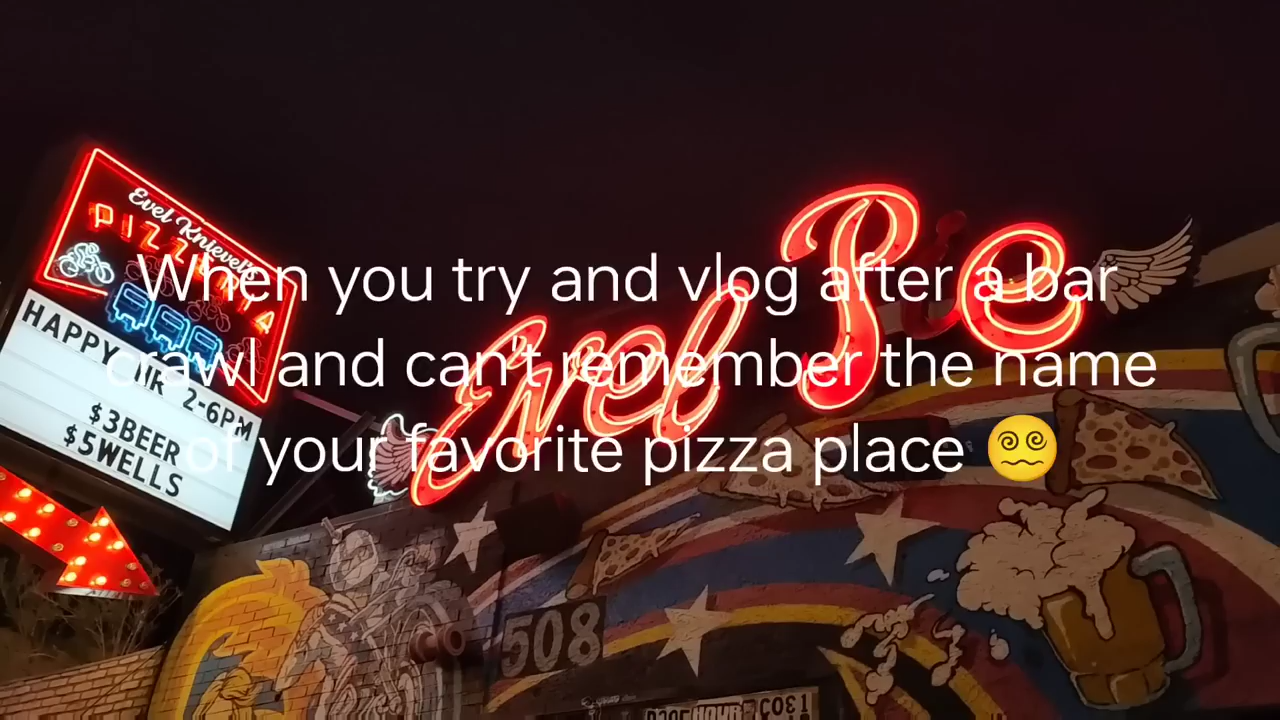 Evel Knievel's
PIZZERIA
HAPPY HR 2-6PM
$3BEER
$5WELLS
Evel Pie
When you try and vlog after a bar
crawl and can't remember the name
of your favorite pizza place 😵‍💫
508